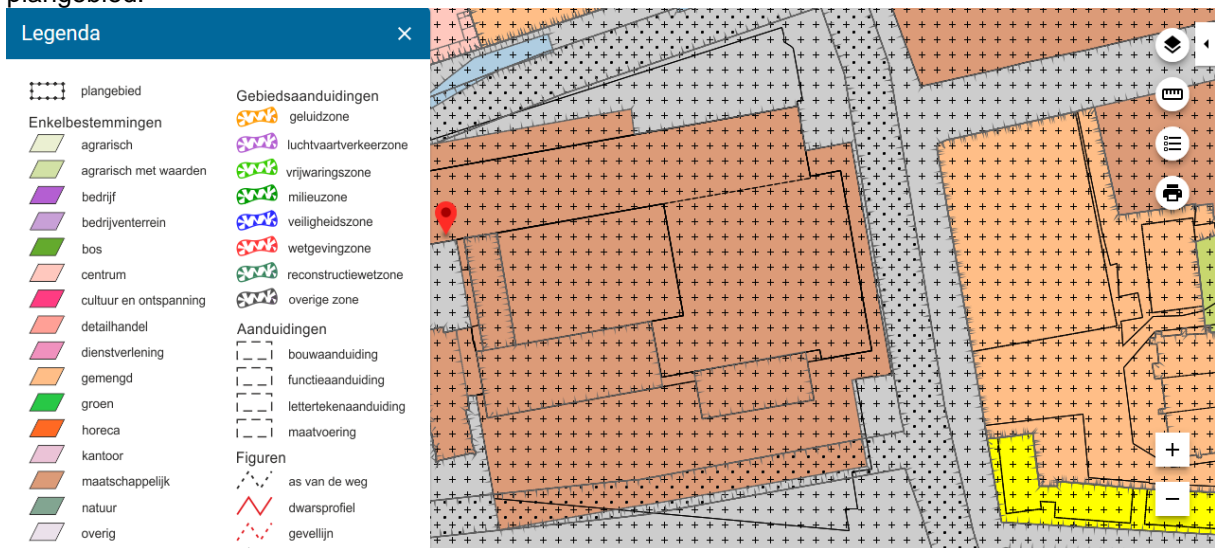 plangebied.
Legenda
plangebied
Enkelbestemmingen
agrarisch
agrarisch met waarden
bedrijf
bedrijventerrein
bos
centrum
cultuur en ontspanning
detailhandel
dienstverlening
gemengd
groen
horeca
kantoor
maatschappelijk
natuur
overig
Gebiedsaanduidingen
geluidzone
luchtvaartverkeerzone
vrijwaringszone
milieuzone
veiligheidszone
wetgevingzone
reconstructiewetzone
overige zone
Aanduidingen
bouwaanduiding
functieaanduiding
lettertekenaanduiding
maatvoering
Figuren
as van de weg
dwarsprofiel
gevellijn